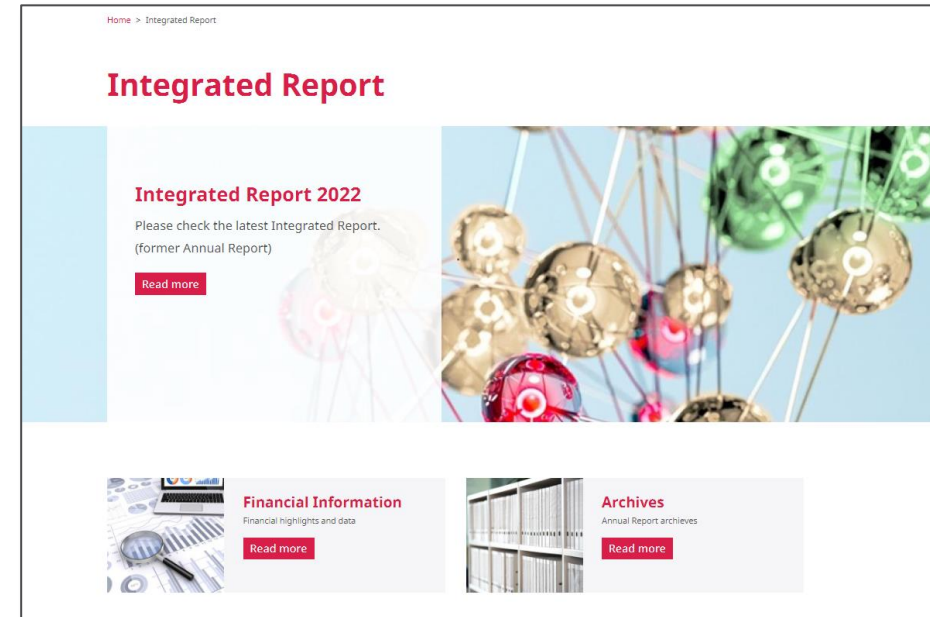 Home > Integrated Report
Integrated Report
Integrated Report 2022
Please check the latest Integrated Report.
(former Annual Report)
Read more
Financial Information
Financial highlights and data
Read more
Archives
Annual Report archieves
Read more